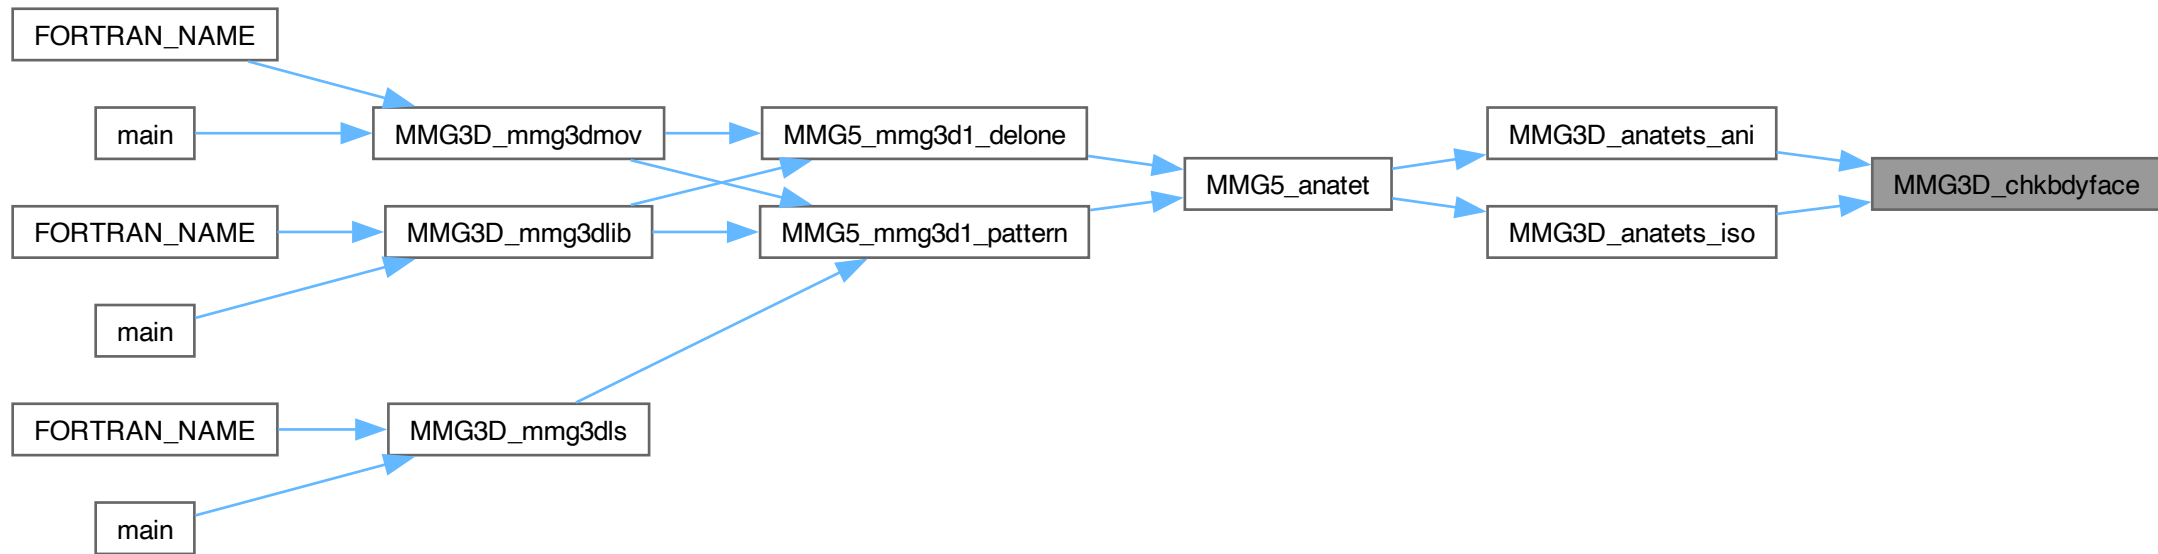 FORTRAN_NAME
main
MMG3D_mmg3dmov
MMG5_mmg3d1_delone
MMG3D_anatets_ani
MMG5_anatet
MMG3D_chkbdyface
FORTRAN_NAME
MMG3D_mmg3dlib
MMG5_mmg3d1_pattern
MMG3D_anatets_iso
main
FORTRAN_NAME
MMG3D_mmg3dls
main